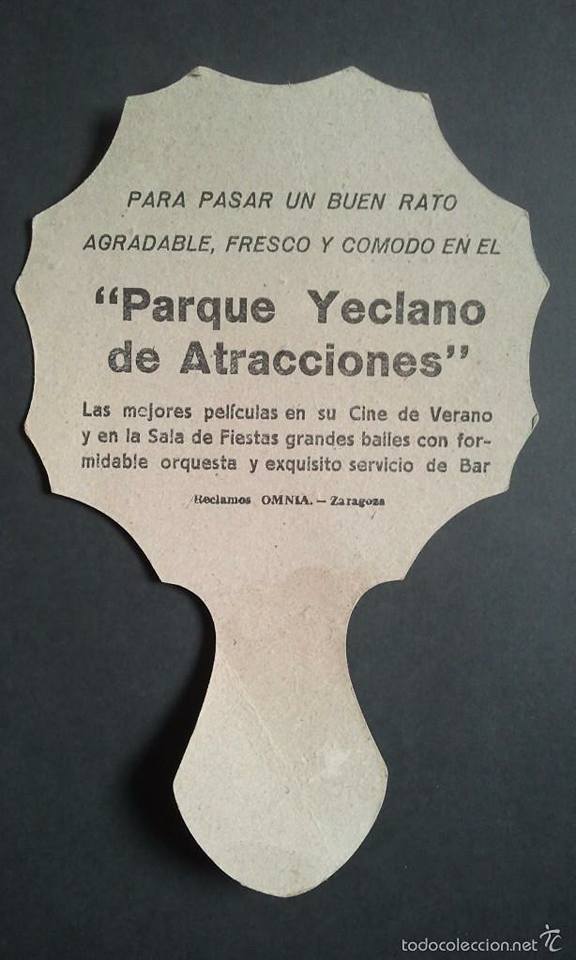 PARA PASAR UN BUEN RATO
AGRADABLE, FRESCO Y COMODO EN EL
“Parque Yeclano
de Atracciones”
Las mejores películas en su Cine de Verano
y en la Sala de Fiestas grandes bailes con for-
midable orquesta y exquisito servicio de Bar
Reclamos OMNIA. — Zaragoza
todocoleccion.net